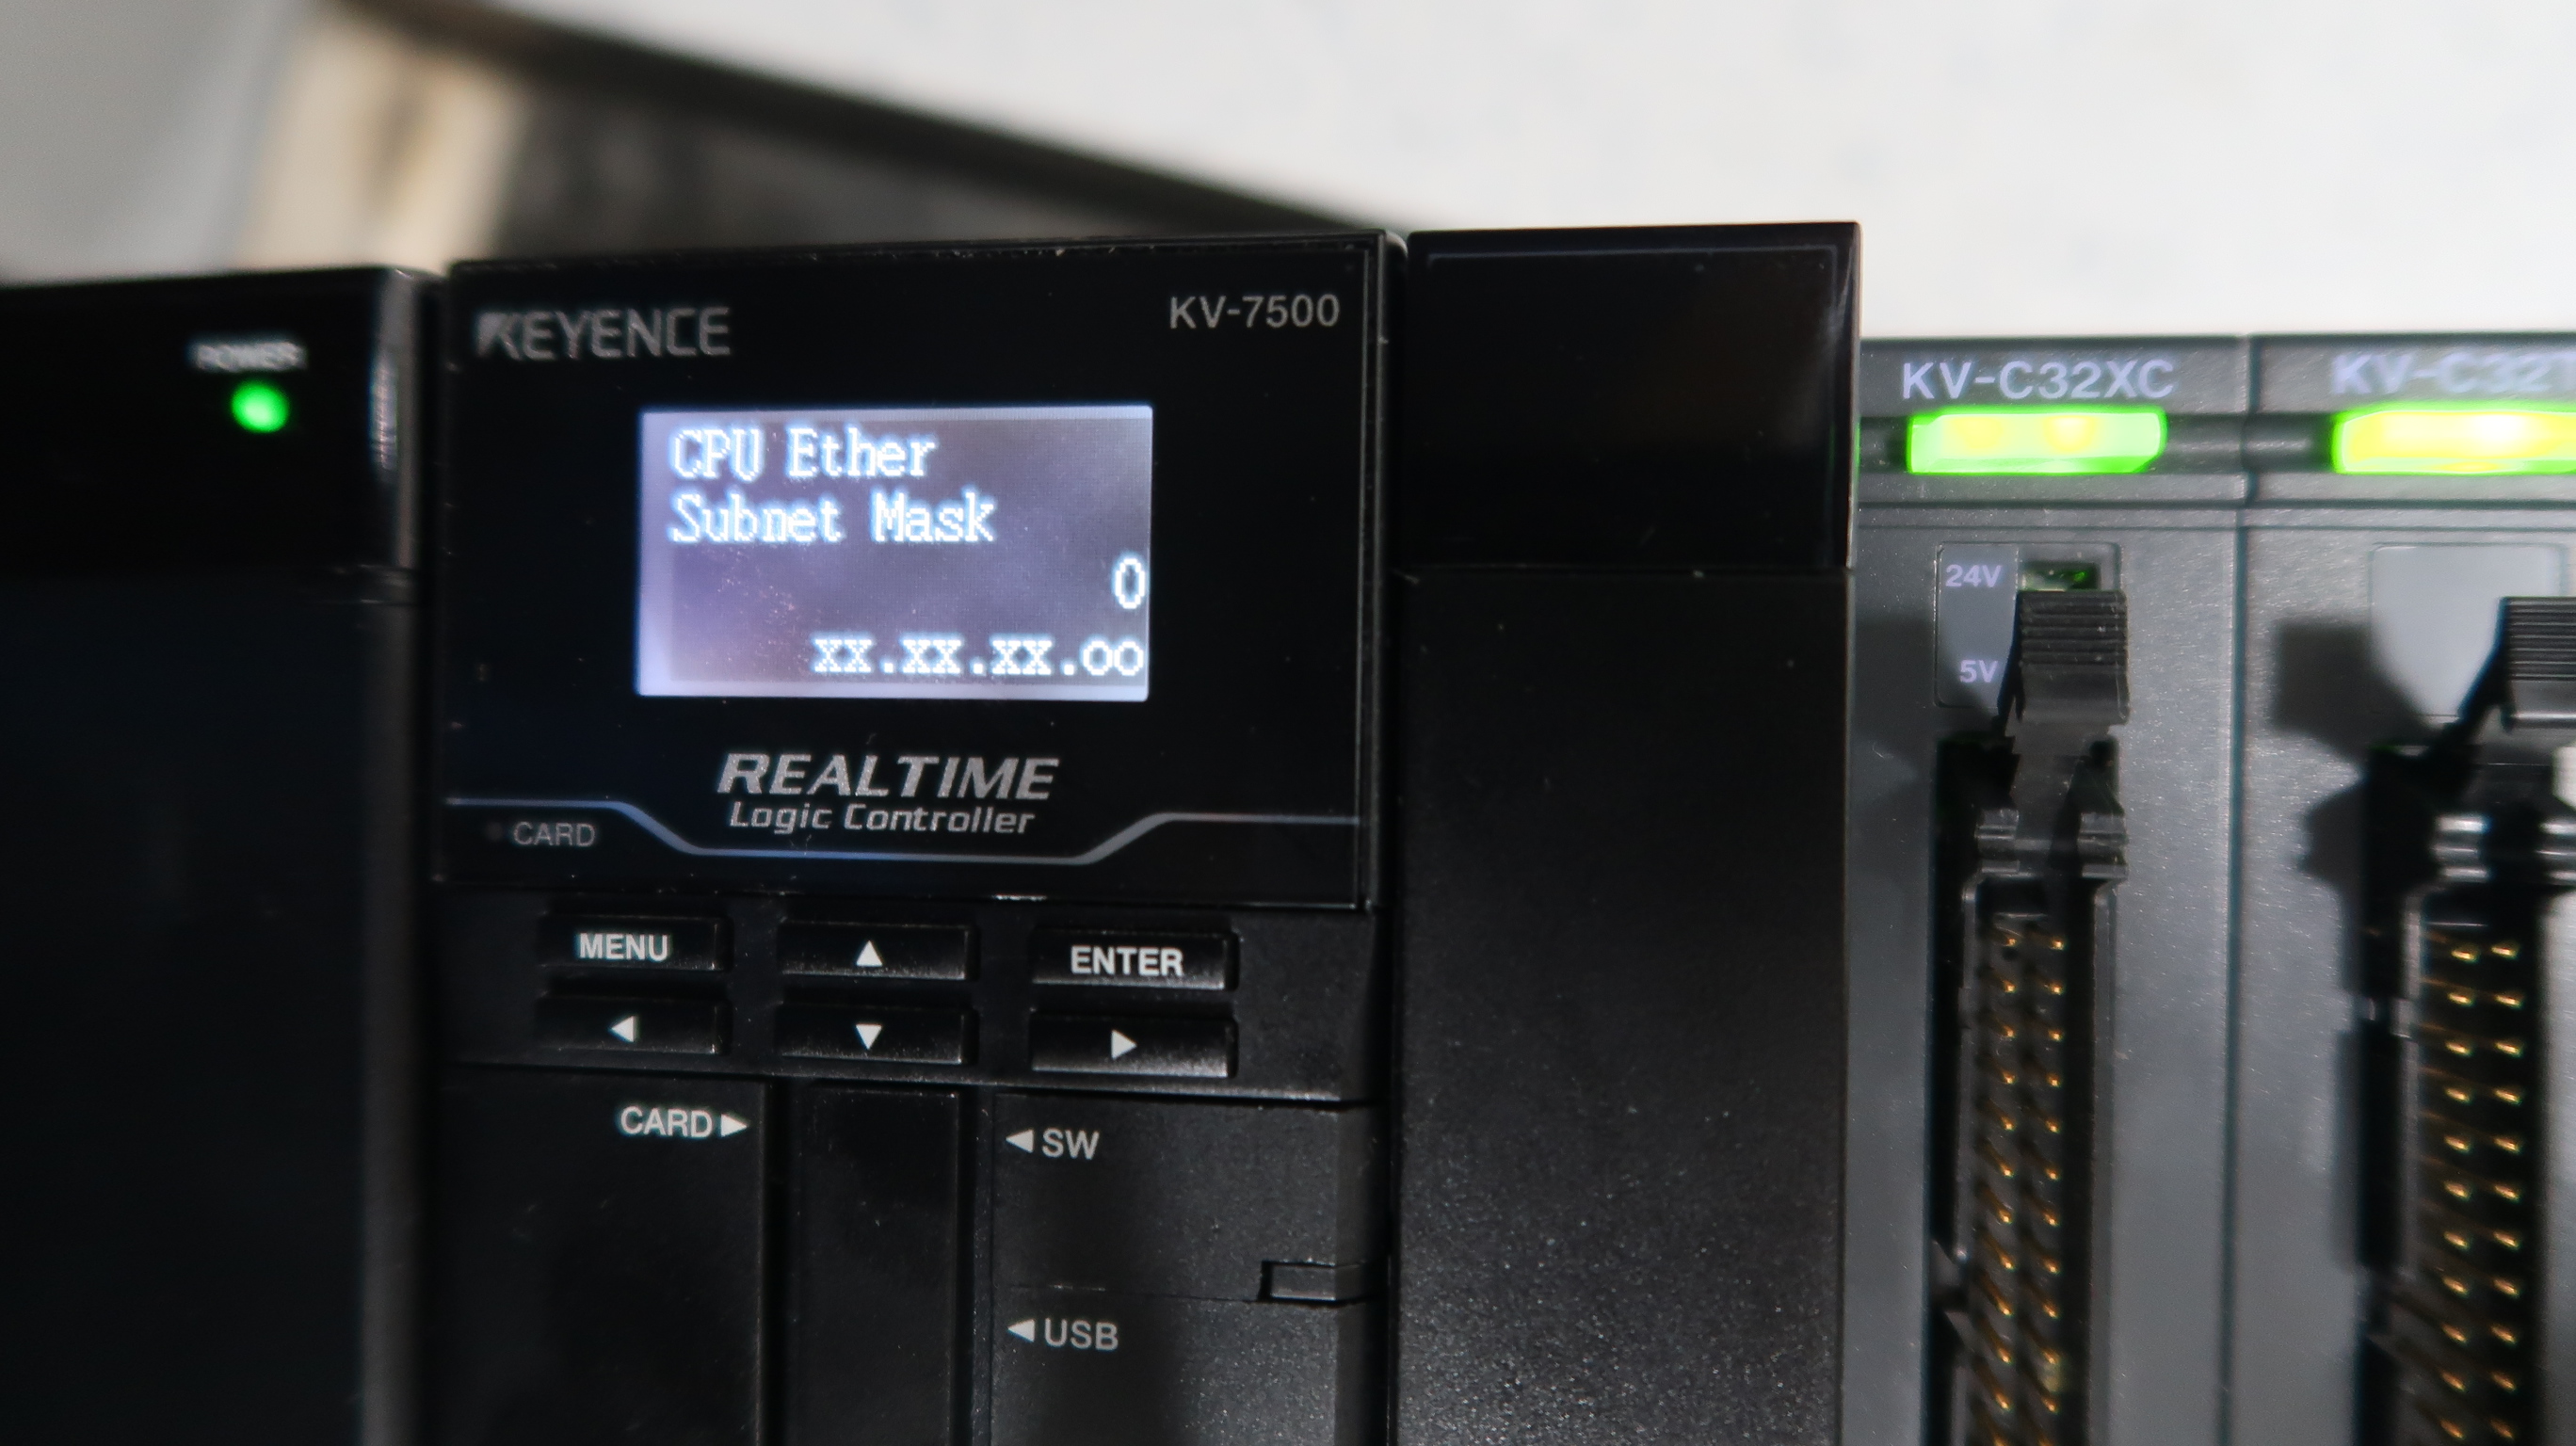 POWER
KEYENCE
KV-7500
CPU Ether
Subnet Mask
0
xx.xx.xx.oo
REALTIME
Logic Controller
CARD
MENU
ENTER
CARD▶
◀SW
◀USB
KV-C32XC
24V
5V